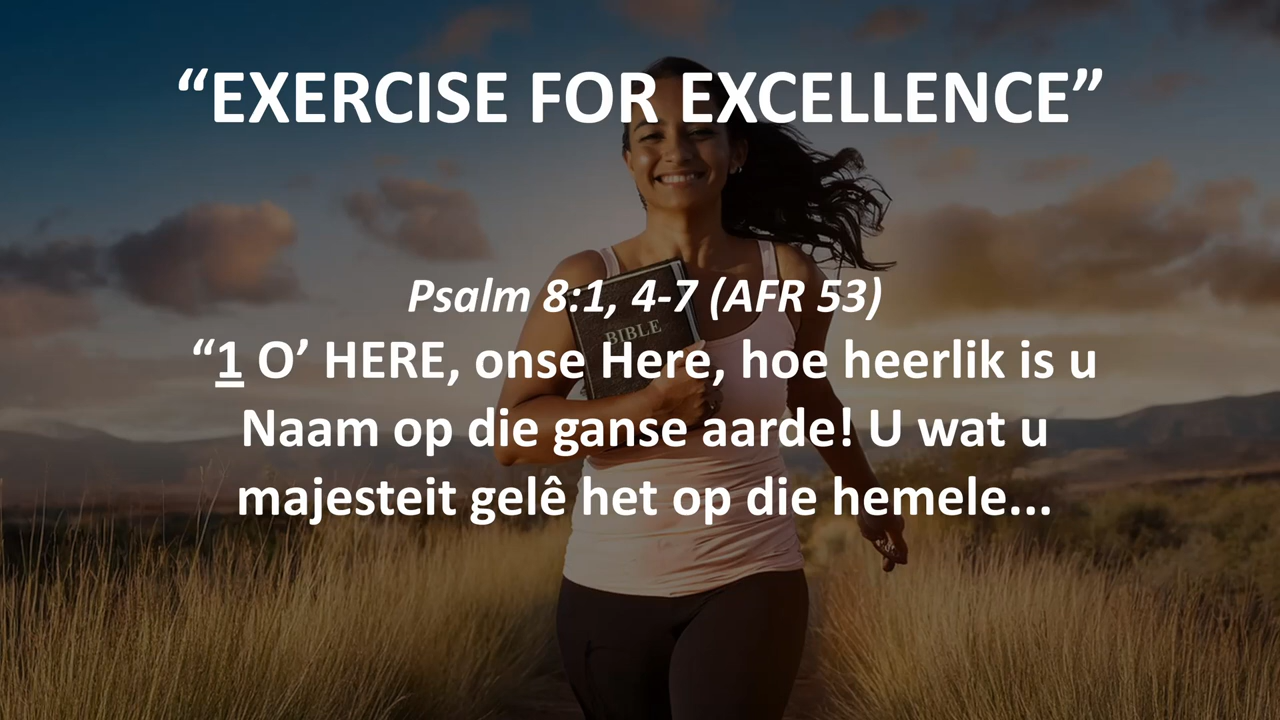 “EXERCISE FOR EXCELLENCE”
Psalm 8:1, 4-7 (AFR 53)
“1 O’ HERE, onse Here, hoe heerlik is u
Naam op die ganse aarde! U wat u
majesteit gelê het op die hemele...
BIBLE